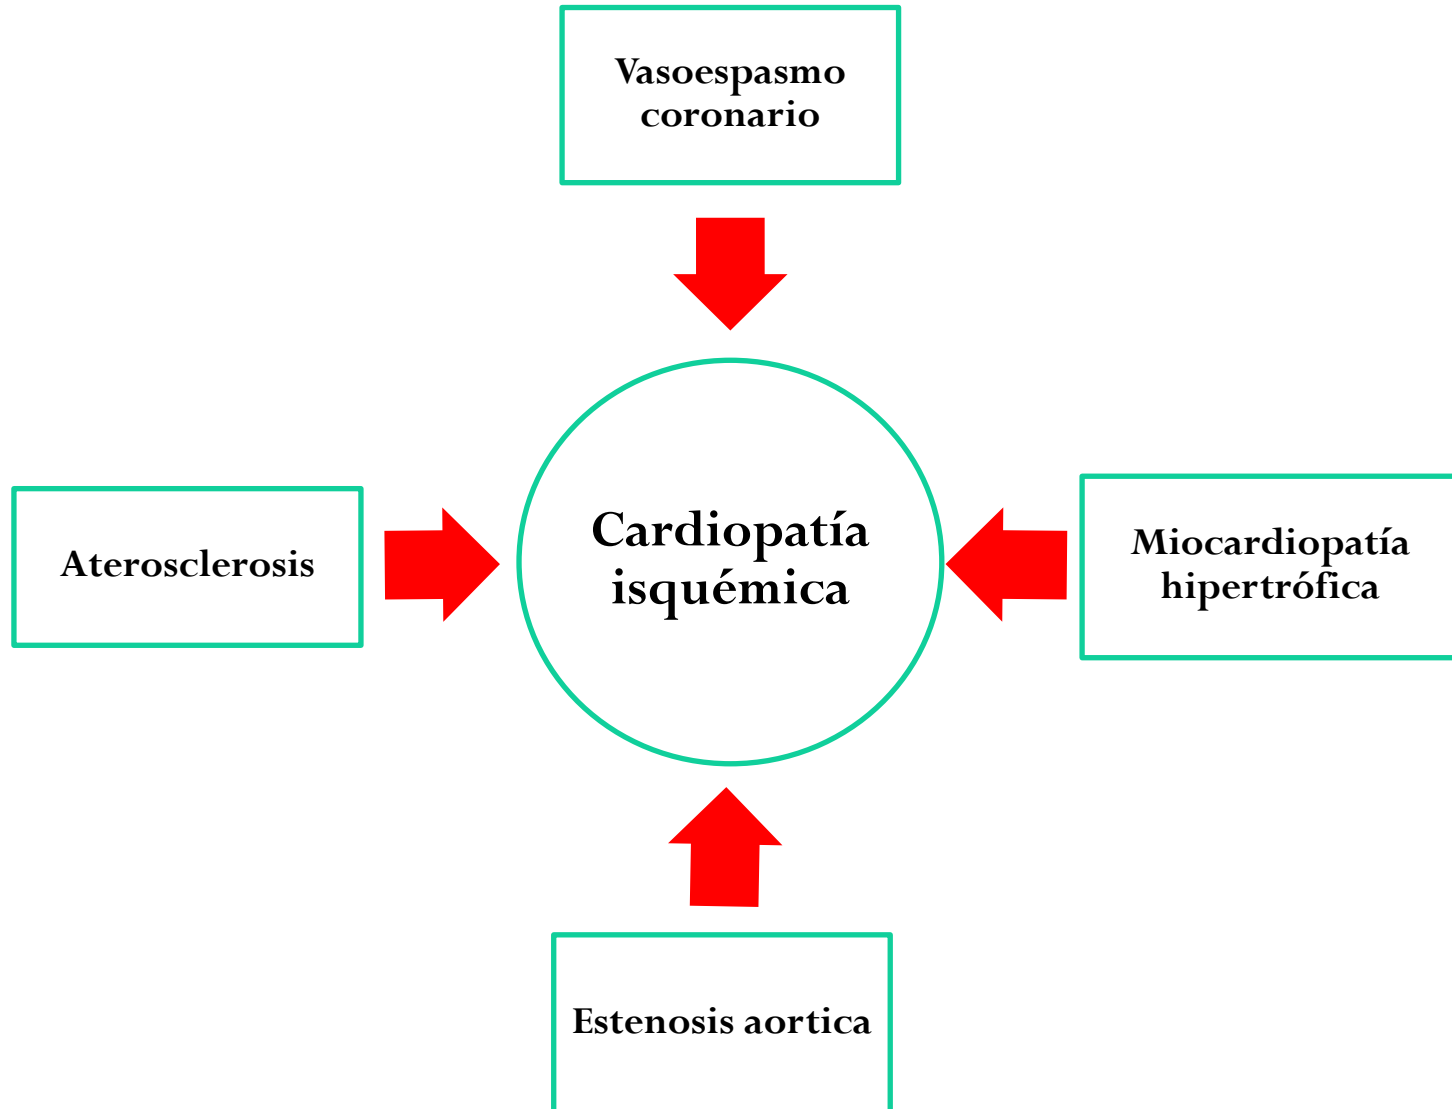 Vasoespasmo
coronario
Aterosclerosis
Cardiopatía
isquémica
Miocardiopatía
hipertrófica
Estenosis aortica